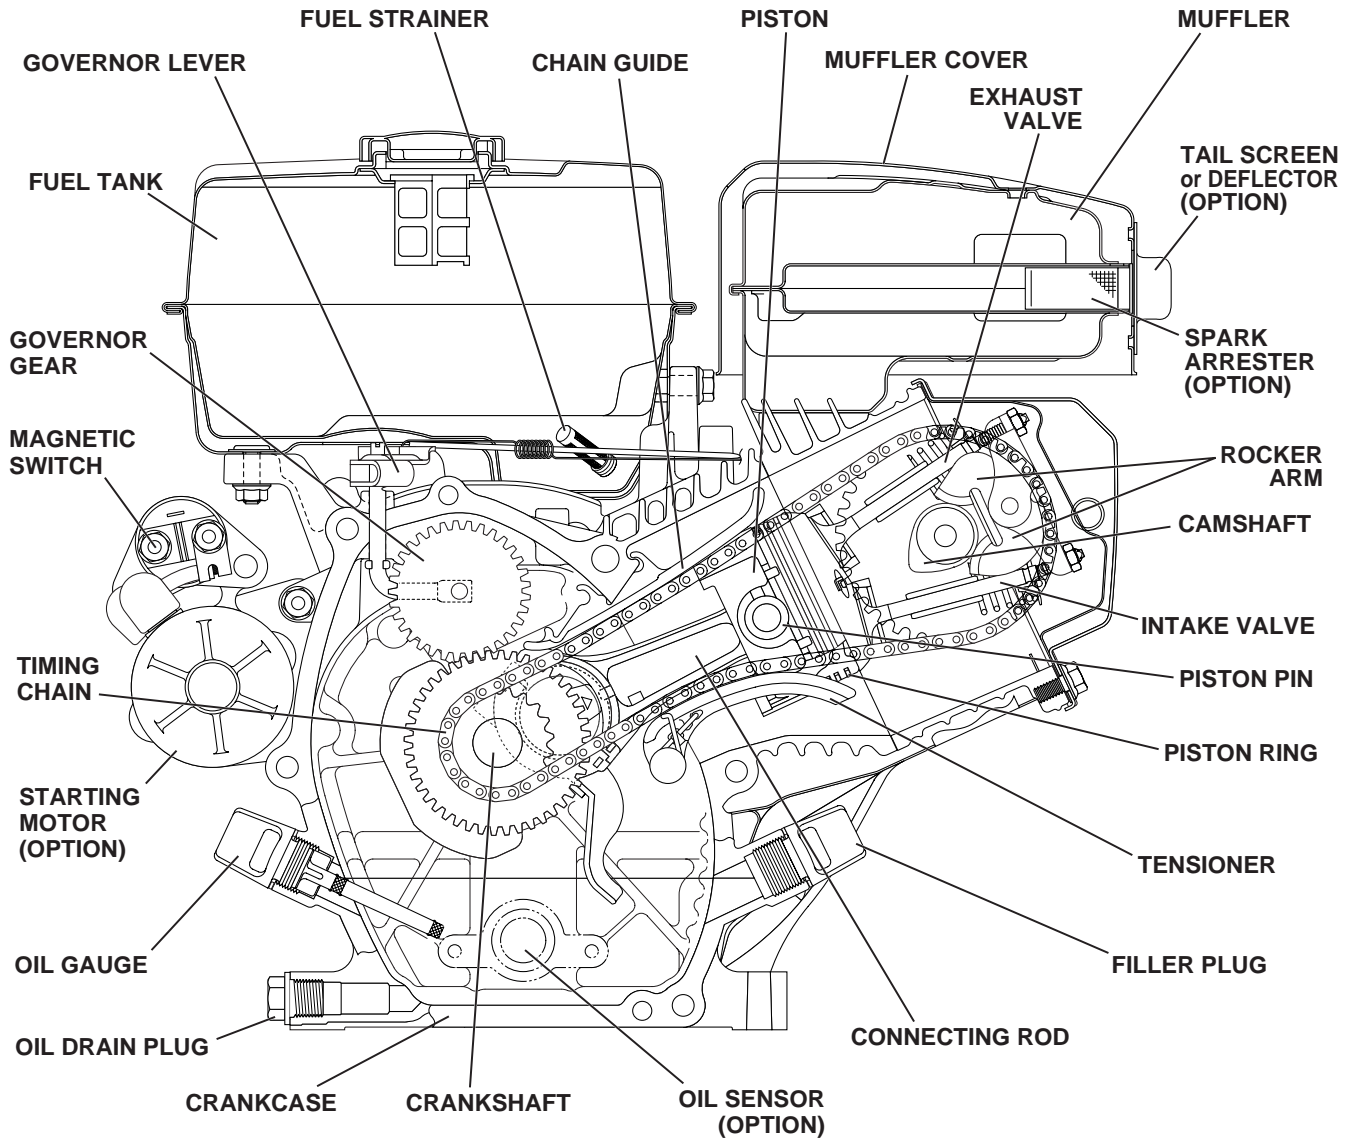 FUEL STRAINER
PISTON
MUFFLER
GOVERNOR LEVER
CHAIN GUIDE
MUFFLER COVER
EXHAUST
VALVE
TAIL SCREEN
or DEFLECTOR
(OPTION)
FUEL TANK
GOVERNOR
GEAR
SPARK
ARRESTER
(OPTION)
MAGNETIC
SWITCH
ROCKER
ARM
CAMSHAFT
INTAKE VALVE
TIMING
CHAIN
PISTON PIN
PISTON RING
STARTING
MOTOR
(OPTION)
TENSIONER
OIL GAUGE
FILLER PLUG
OIL DRAIN PLUG
CONNECTING ROD
CRANKCASE
CRANKSHAFT
OIL SENSOR
(OPTION)